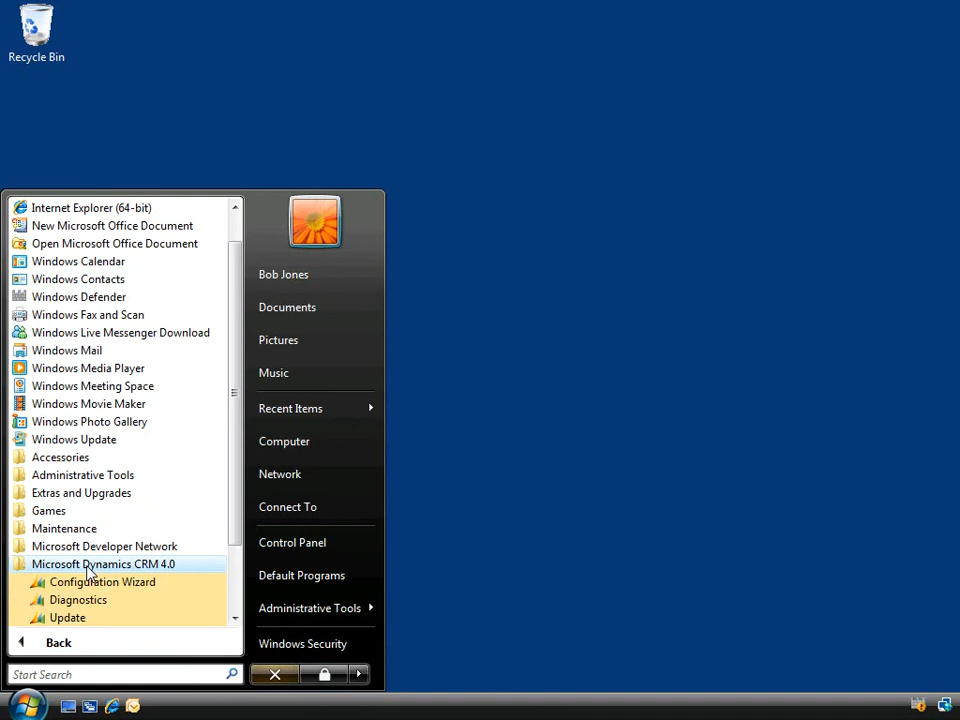 Recycle Bin
Internet Explorer (64-bit)
New Microsoft Office Document
Open Microsoft Office Document
Windows Calendar
Windows Contacts
Windows Defender
Windows Fax and Scan
Windows Live Messenger Download
Windows Mail
Windows Media Player
Windows Meeting Space
Windows Movie Maker
Windows Photo Gallery
Windows Update
Accessories
Administrative Tools
Extras and Upgrades
Games
Maintenance
Microsoft Developer Network
Microsoft Dynamics CRM 4.0
Configuration Wizard
Diagnostics
Update
Back
Start Search
Bob Jones
Documents
Pictures
Music
Recent Items
Computer
Network
Connect To
Control Panel
Default Programs
Administrative Tools
Windows Security